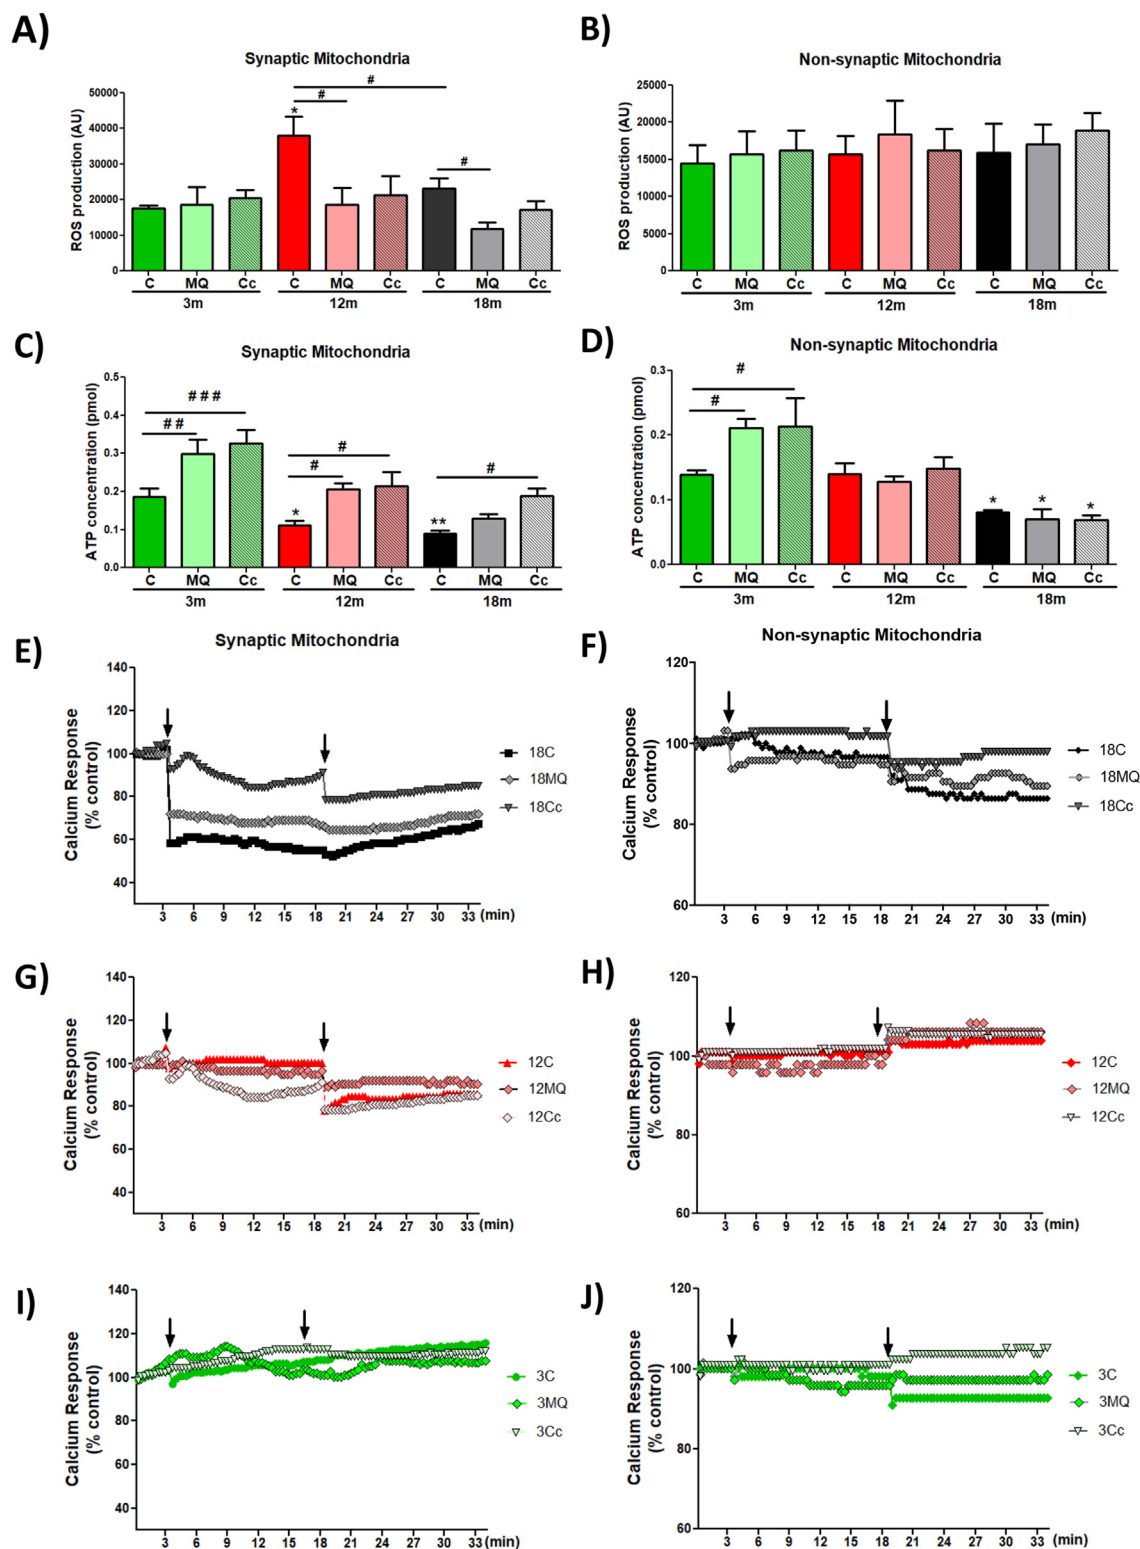 A)
Synaptic Mitochondria
ROS production (AU)
50000
40000
30000
20000
10000
0
#
#
*
#
C MQ Cc C MQ Cc C MQ Cc
3m 12m 18m
B)
Non-synaptic Mitochondria
ROS production (AU)
25000
20000
15000
10000
5000
0
C MQ Cc C MQ Cc C MQ Cc
3m 12m 18m
C)
Synaptic Mitochondria
ATP concentration (pmol)
0.5
0.4
0.3
0.2
0.1
0.0
# # #
# #
#
#
#
*
**
C MQ Cc C MQ Cc C MQ Cc
3m 12m 18m
D)
Non-synaptic Mitochondria
ATP concentration (pmol)
0.3
0.2
0.1
0.0
#
#
* * *
C MQ Cc C MQ Cc C MQ Cc
3m 12m 18m
E)
Synaptic Mitochondria
Calcium Response
(% control)
140
120
100
80
60
40
3 6 9 12 15 18 21 24 27 30 33 (min)
18C
18MQ
18Cc
F)
Non-synaptic Mitochondria
Calcium Response
(% control)
120
100
80
60
3 6 9 12 15 18 21 24 27 30 33 (min)
18C
18MQ
18Cc
G)
Calcium Response
(% control)
140
120
100
80
60
40
3 6 9 12 15 18 21 24 27 30 33 (min)
12C
12MQ
12Cc
H)
Calcium Response
(% control)
120
100
80
60
3 6 9 12 15 18 21 24 27 30 33 (min)
12C
12MQ
12Cc
I)
Calcium Response
(% control)
140
120
100
80
60
40
3 6 9 12 15 18 21 24 27 30 33 (min)
3C
3MQ
3Cc
J)
Calcium Response
(% control)
120
100
80
60
3 6 9 12 15 18 21 24 27 30 33 (min)
3C
3MQ
3Cc